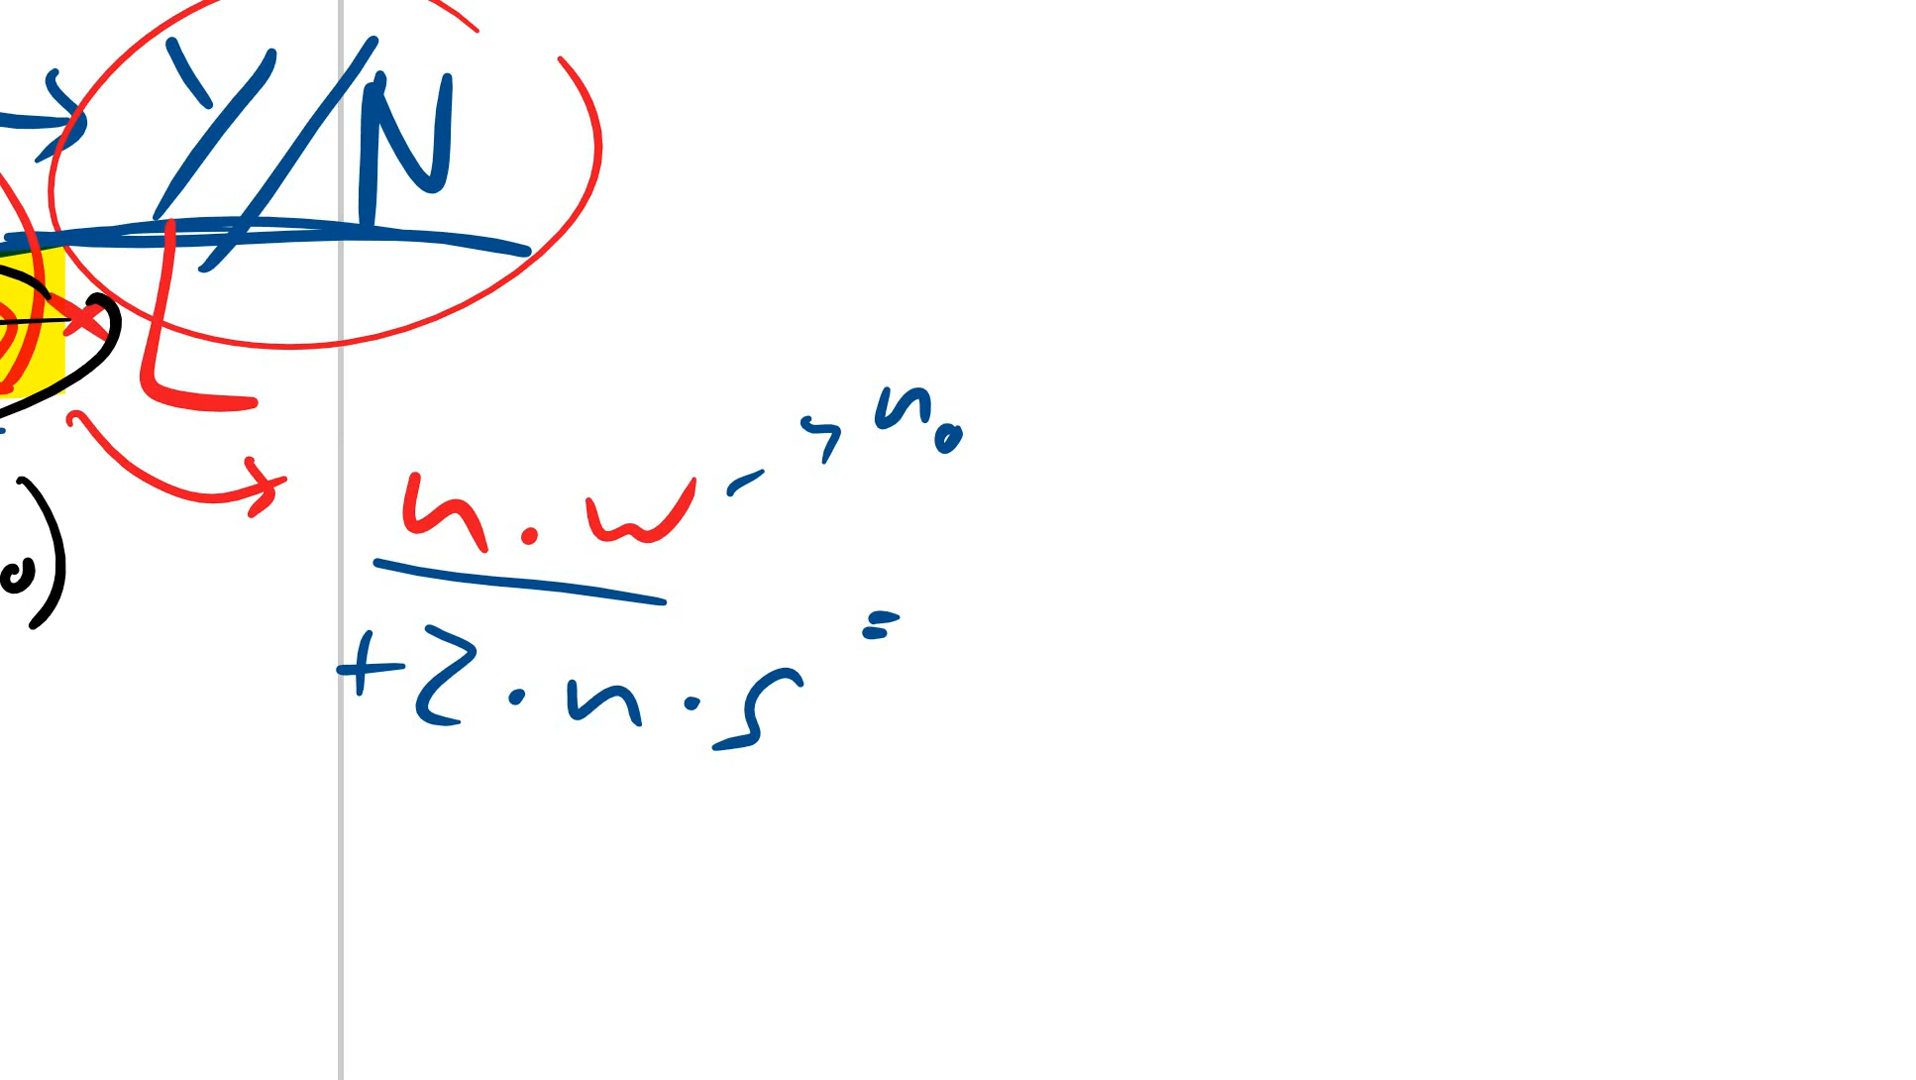 Y/N
L
n.w → n₀
+2.n.s =